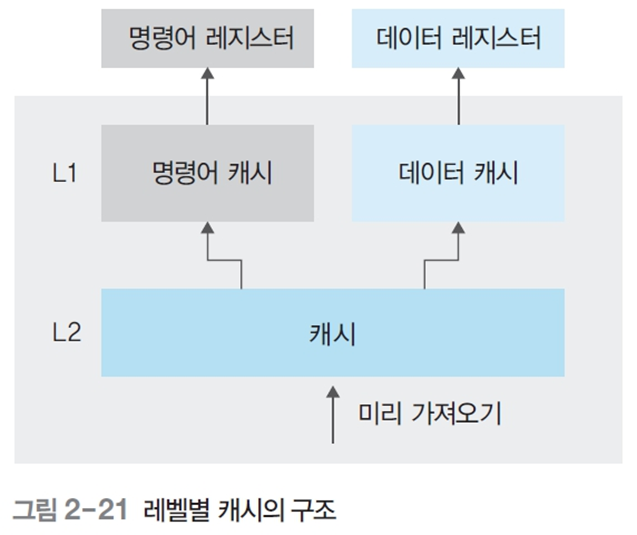 명령어 레지스터
데이터 레지스터
L1
명령어 캐시
데이터 캐시
L2
캐시
미리 가져오기
그림 2-21 레벨별 캐시의 구조